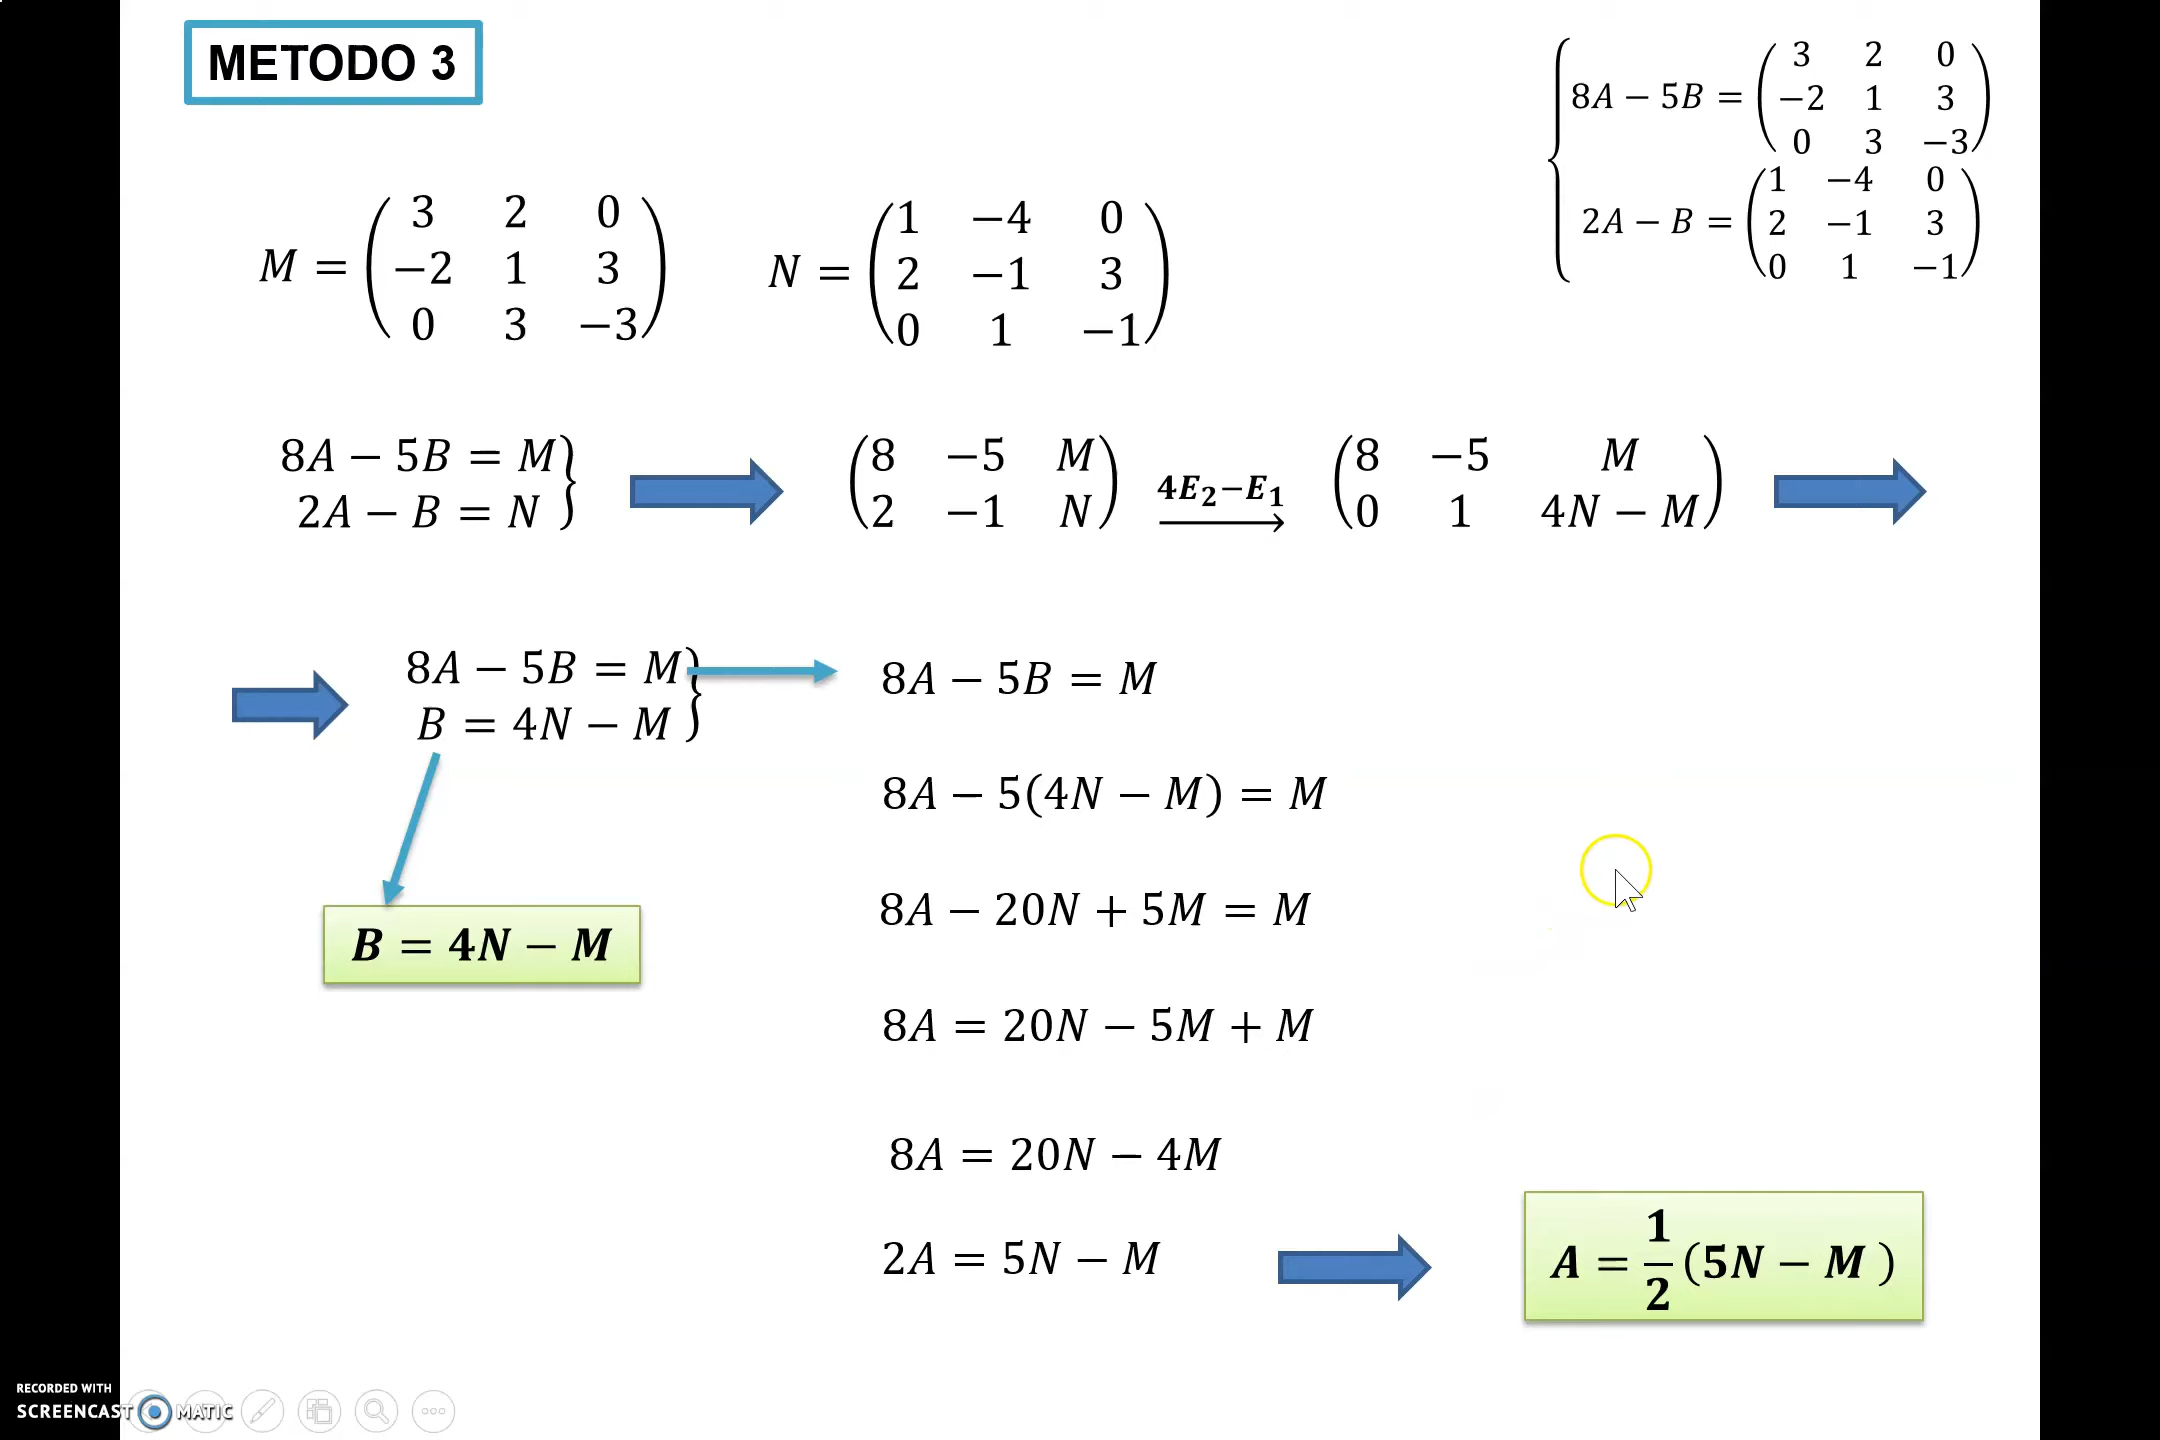 METODO 3
8A − 5B = (3 2 0
−2 1 3
0 3 −3)
2A − B = (1 −4 0
2 −1 3
0 1 −1)
M = (3 2 0
−2 1 3
0 3 −3)
N = (1 −4 0
2 −1 3
0 1 −1)
8A − 5B = M
2A − B = N
(8 −5 M
2 −1 N)
4E₂−E₁
(8 −5 M
0 1 4N − M)
8A − 5B = M
B = 4N − M
B = 4N − M
8A − 5B = M
8A − 5(4N − M) = M
8A − 20N + 5M = M
8A = 20N − 5M + M
8A = 20N − 4M
2A = 5N − M
A = 1/2 (5N − M )
RECORDED WITH
SCREENCAST MATIC